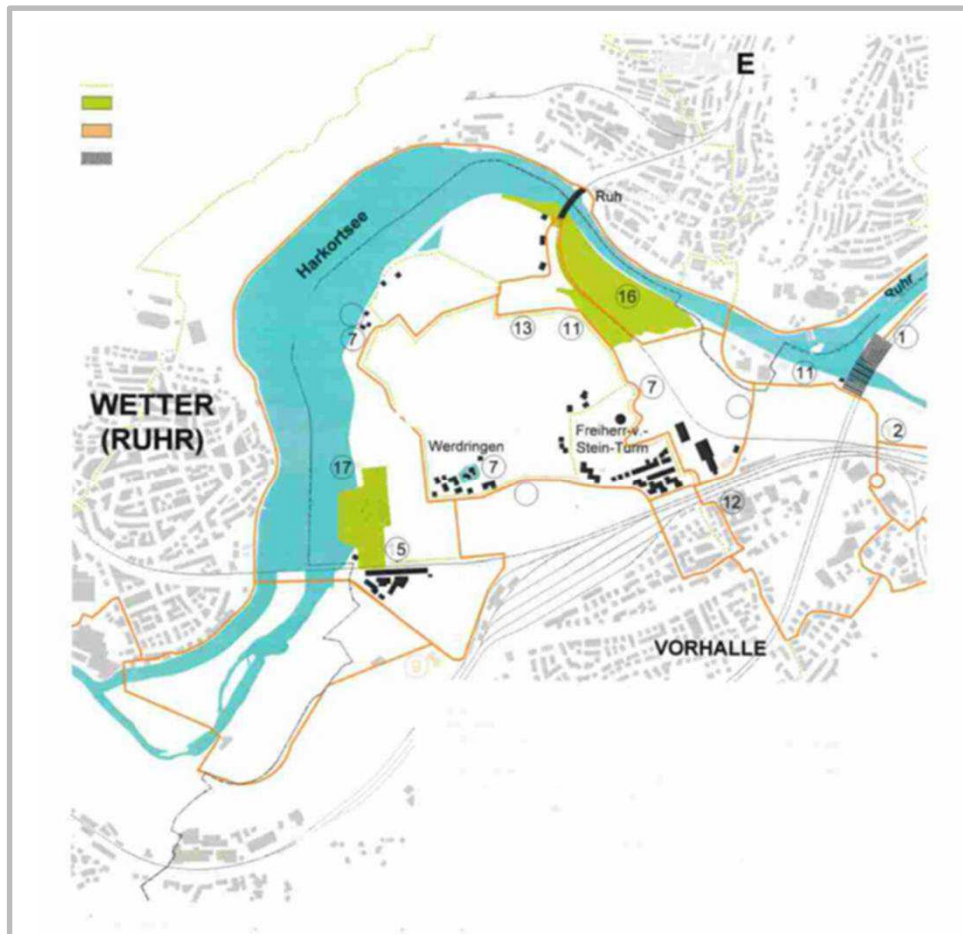 E
Ruh
Harkortsee
16
Ruhr
1
13
11
7
11
7
WETTER
(RUHR)
Freiherr-v.-
Stein-Turm
2
Werdringen
7
17
12
5
VORHALLE
9